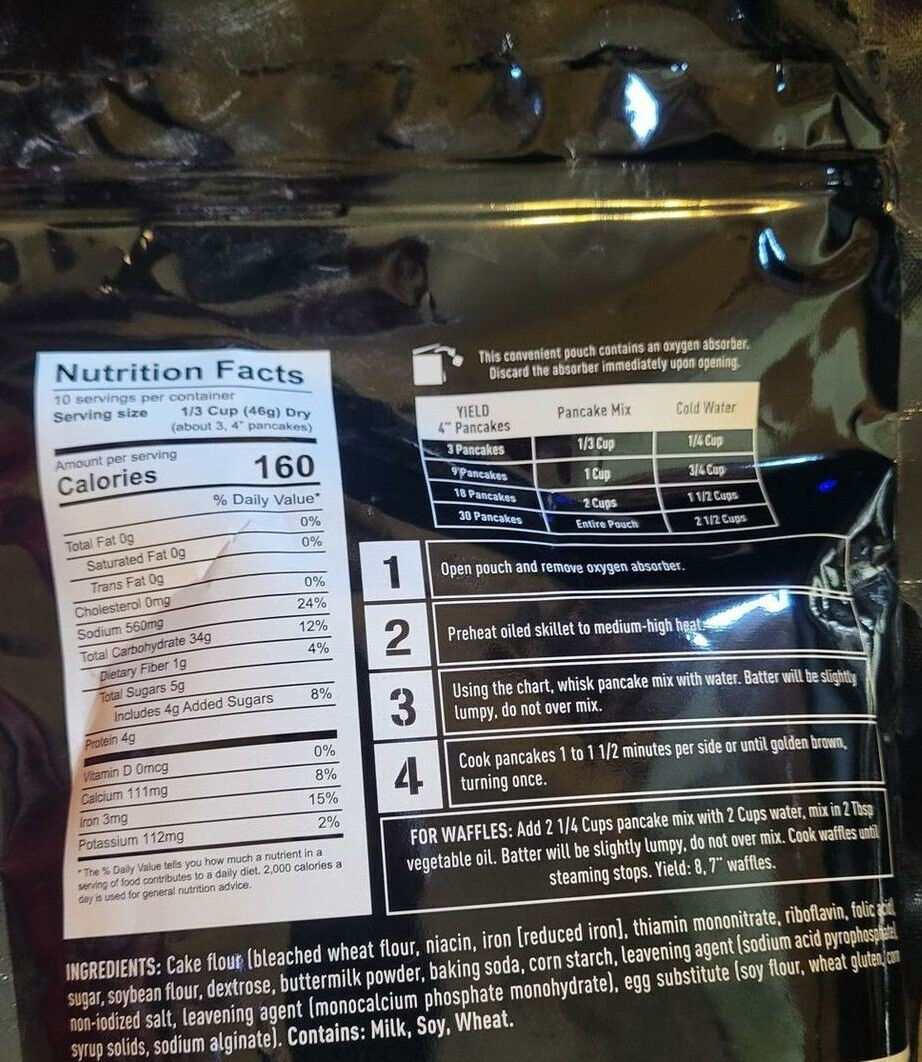 Nutrition Facts
10 servings per container
Serving size 1/3 Cup (46g) Dry
(about 3, 4" pancakes)
Amount per serving
Calories 160
% Daily Value*
Total Fat 0g 0%
Saturated Fat 0g 0%
Trans Fat 0g
Cholesterol 0mg 0%
Sodium 560mg 24%
Total Carbohydrate 34g 12%
Dietary Fiber 1g 4%
Total Sugars 5g
Includes 4g Added Sugars 8%
Protein 4g
Vitamin D 0mcg 0%
Calcium 111mg 8%
Iron 3mg 15%
Potassium 112mg 2%
* The % Daily Value tells you how much a nutrient in a
serving of food contributes to a daily diet. 2,000 calories a
day is used for general nutrition advice.
This convenient pouch contains an oxygen absorber.
Discard the absorber immediately upon opening.
YIELD
4" Pancakes Pancake Mix Cold Water
3 Pancakes 1/3 Cup 1/4 Cup
9 Pancakes 1 Cup 3/4 Cup
18 Pancakes 2 Cups 1 1/2 Cups
30 Pancakes Entire Pouch 2 1/2 Cups
1 Open pouch and remove oxygen absorber.
2 Preheat oiled skillet to medium-high heat.
3 Using the chart, whisk pancake mix with water. Batter will be slightly
lumpy, do not over mix.
4 Cook pancakes 1 to 1 1/2 minutes per side or until golden brown,
turning once.
FOR WAFFLES: Add 2 1/4 Cups pancake mix with 2 Cups water, mix in 2 Tbsp
vegetable oil. Batter will be slightly lumpy, do not over mix. Cook waffles until
steaming stops. Yield: 8, 7" waffles.
INGREDIENTS: Cake flour (bleached wheat flour, niacin, iron [reduced iron], thiamin mononitrate, riboflavin, folic acid)
sugar, soybean flour, dextrose, buttermilk powder, baking soda, corn starch, leavening agent (sodium acid pyrophosphate)
non-iodized salt, leavening agent (monocalcium phosphate monohydrate), egg substitute (soy flour, wheat gluten, corn
syrup solids, sodium alginate). Contains: Milk, Soy, Wheat.